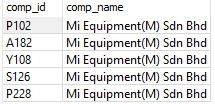 comp_id comp_name
P102 Mi Equipment(M) Sdn Bhd
A182 Mi Equipment(M) Sdn Bhd
Y108 Mi Equipment(M) Sdn Bhd
S126 Mi Equipment(M) Sdn Bhd
P228 Mi Equipment(M) Sdn Bhd